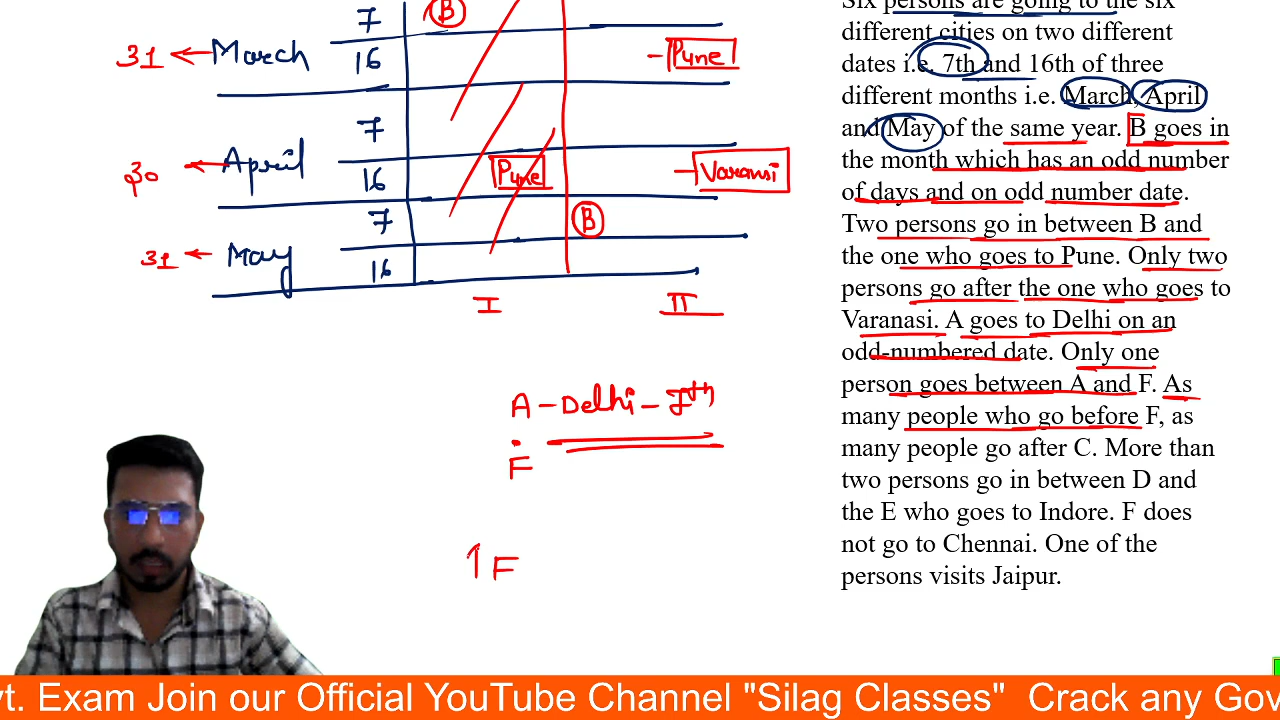 7 B
31 ← March 16 - Pune
7
30 ← April 16 Pune - Varansi
7 B
31 ← May 16
I II
A - Delhi - 7th
F
↑ F
Six persons are going to the six
different cities on two different
dates i.e. 7th and 16th of three
different months i.e. March, April
and May of the same year. B goes in
the month which has an odd number
of days and on odd number date.
Two persons go in between B and
the one who goes to Pune. Only two
persons go after the one who goes to
Varanasi. A goes to Delhi on an
odd-numbered date. Only one
person goes between A and F. As
many people who go before F, as
many people go after C. More than
two persons go in between D and
the E who goes to Indore. F does
not go to Chennai. One of the
persons visits Jaipur.
vt. Exam Join our Official YouTube Channel "Silag Classes" Crack any Gov